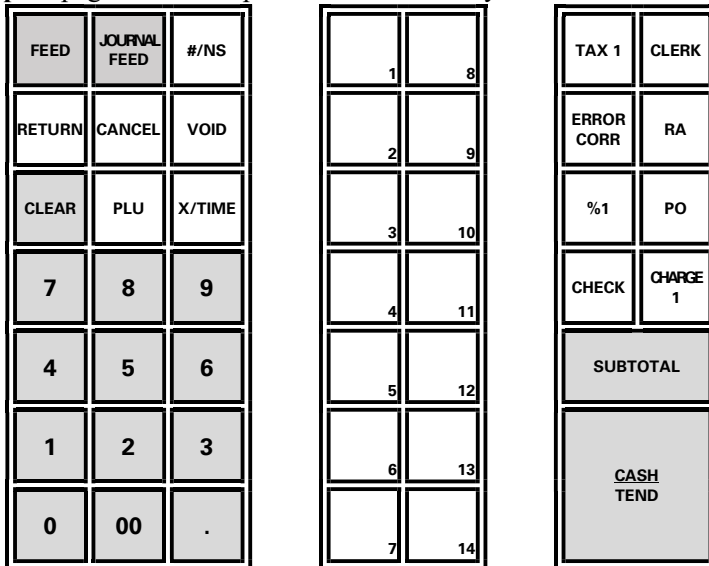 FEED
JOURNAL
FEED
#/NS
RETURN
CANCEL
VOID
CLEAR
PLU
X/TIME
7
8
9
4
5
6
1
2
3
0
00
.
1
8
2
9
3
10
4
11
5
12
6
13
7
14
TAX 1
CLERK
ERROR
CORR
RA
%1
PO
CHECK
CHARGE
1
SUBTOTAL
CASH
TEND